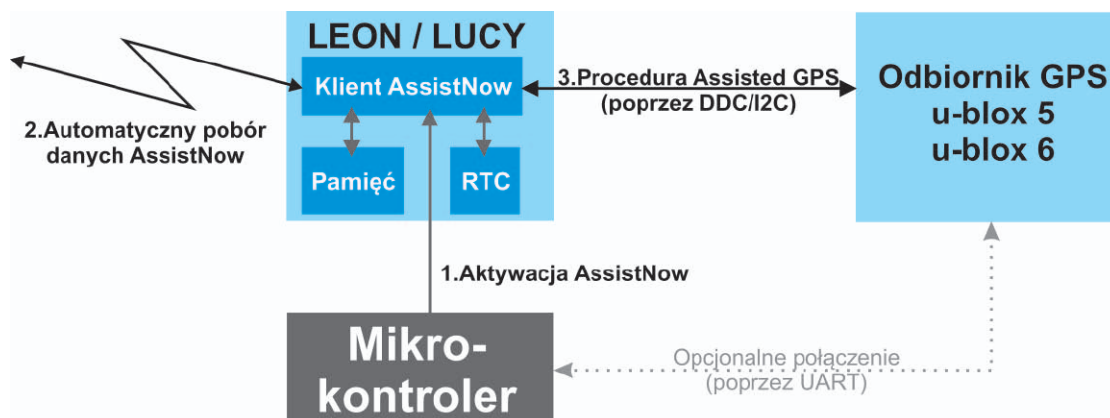 LEON / LUCY
Klient AssistNow
Pamięć
RTC
3.Procedura Assisted GPS
(poprzez DDC/I2C)
Odbiornik GPS
u-blox 5
u-blox 6
2.Automatyczny pobór
danych AssistNow
1.Aktywacja AssistNow
Mikro-
kontroler
Opcjonalne połączenie
(poprzez UART)